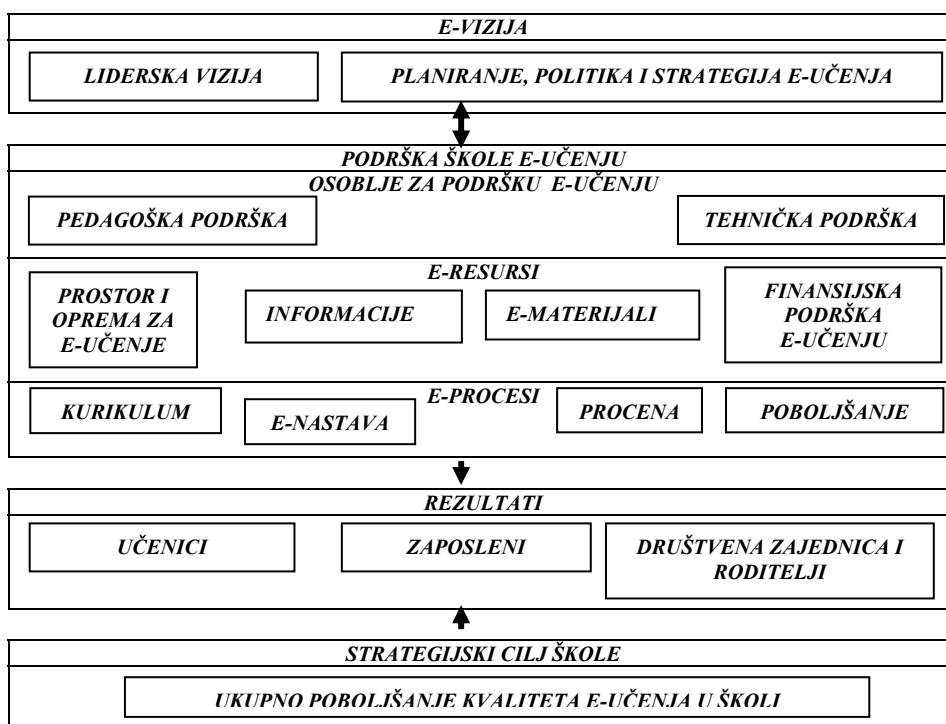 E-VIZIJA
LIDERSKA VIZIJA
PLANIRANJE, POLITIKA I STRATEGIJA E-UČENJA
PODRŠKA ŠKOLE E-UČENJU
OSOBLJE ZA PODRŠKU E-UČENJU
PEDAGOŠKA PODRŠKA
TEHNIČKA PODRŠKA
E-RESURSI
PROSTOR I
OPREMA ZA
E-UČENJE
INFORMACIJE
E-MATERIJALI
FINANSIJSKA
PODRŠKA
E-UČENJU
E-PROCESI
KURIKULUM
E-NASTAVA
PROCENA
POBOLJŠANJE
REZULTATI
UČENICI
ZAPOSLENI
DRUŠTVENA ZAJEDNICA I
RODITELJI
STRATEGIJSKI CILJ ŠKOLE
UKUPNO POBOLJŠANJE KVALITETA E-UČENJA U ŠKOLI